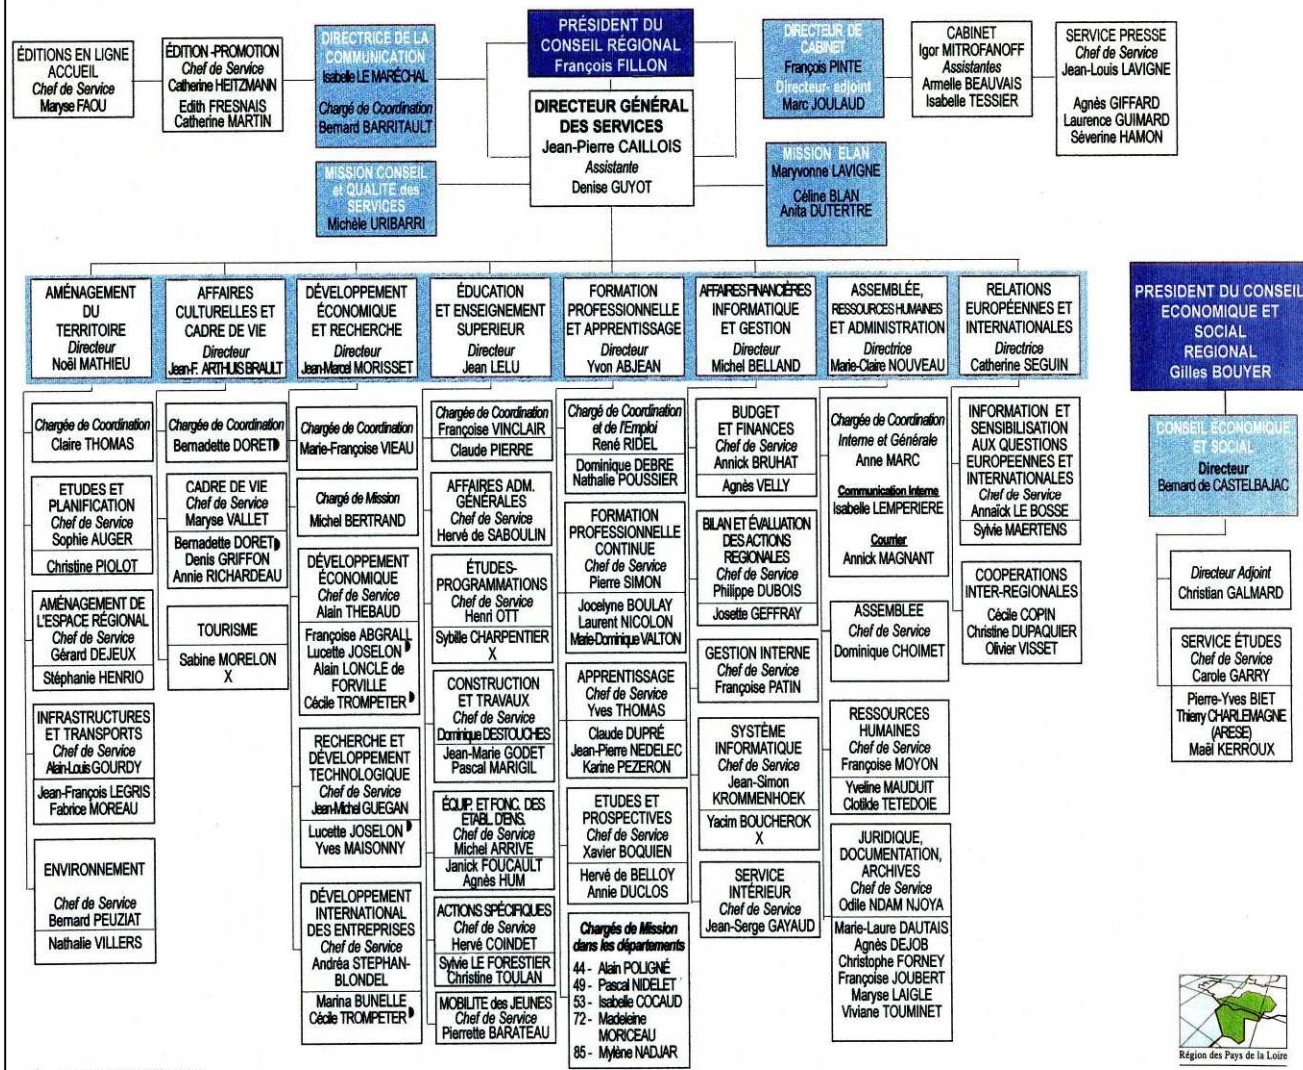 PRÉSIDENT DU
CONSEIL RÉGIONAL
François FILLON
DIRECTEUR GÉNÉRAL
DES SERVICES
Jean-Pierre CAILLOIS
Assistante
Denise GUYOT
ÉDITIONS EN LIGNE
ACCUEIL
Chef de Service
Maryse FAOU
ÉDITION -PROMOTION
Chef de Service
Catherine HEITZMANN
Edith FRESNAIS
Catherine MARTIN
DIRECTRICE DE LA
COMMUNICATION
Isabelle LE MARÉCHAL
Chargé de Coordination
Bernard BARRITAULT
MISSION CONSEIL
et QUALITÉ des
SERVICES
Michèle URIBARRI
DIRECTEUR DE
CABINET
François PINTE
Directeur- adjoint
Marc JOULAUD
MISSION ELAN
Maryvonne LAVIGNE
Céline BLAN
Anita DUTERTRE
CABINET
Igor MITROFANOFF
Assistantes
Armelle BEAUVAIS
Isabelle TESSIER
SERVICE PRESSE
Chef de Service
Jean-Louis LAVIGNE
Agnès GIFFARD
Laurence GUIMARD
Séverine HAMON
AMÉNAGEMENT
DU
TERRITOIRE
Directeur
Noël MATHIEU
Chargée de Coordination
Claire THOMAS
ETUDES ET
PLANIFICATION
Chef de Service
Sophie AUGER
Christine PIOLOT
AMÉNAGEMENT DE
L'ESPACE RÉGIONAL
Chef de Service
Gérard DEJEUX
Stéphanie HENRIO
INFRASTRUCTURES
ET TRANSPORTS
Chef de Service
Alain-Louis GOURDY
Jean-François LEGRIS
Fabrice MOREAU
ENVIRONNEMENT
Chef de Service
Bernard PEUZIAT
Nathalie VILLERS
AFFAIRES
CULTURELLES ET
CADRE DE VIE
Directeur
Jean-F. ARTHUIS BRAULT
Chargée de Coordination
Bernadette DORET
CADRE DE VIE
Chef de Service
Maryse VALLET
Bernadette DORET
Denis GRIFFON
Annie RICHARDEAU
TOURISME
Sabine MORELON
X
DÉVELOPPEMENT
ÉCONOMIQUE
ET RECHERCHE
Directeur
Jean-Marcel MORISSET
Chargée de Coordination
Marie-Françoise VIEAU
Chargé de Mission
Michel BERTRAND
DÉVELOPPEMENT
ÉCONOMIQUE
Chef de Service
Alain THEBAUD
Françoise ABGRALL
Lucette JOSELON
Alain LONCLE de
FORVILLE
Cécile TROMPETER
RECHERCHE ET
DÉVELOPPEMENT
TECHNOLOGIQUE
Chef de Service
Jean-Michel GUEGAN
Lucette JOSELON
Yves MAISONNY
DÉVELOPPEMENT
INTERNATIONAL
DES ENTREPRISES
Chef de Service
Andréa STEPHAN-
BLONDEL
Marina BUNELLE
Cécile TROMPETER
ÉDUCATION
ET ENSEIGNEMENT
SUPERIEUR
Directeur
Jean LELU
Chargée de Coordination
Françoise VINCLAIR
Claude PIERRE
AFFAIRES ADM.
GÉNÉRALES
Chef de Service
Hervé de SABOULIN
ÉTUDES-
PROGRAMMATIONS
Chef de Service
Henri OTT
Sybille CHARPENTIER
X
CONSTRUCTION
ET TRAVAUX
Chef de Service
Dominique DESTOUCHES
Jean-Marie GODET
Pascal MARIGIL
ÉQUIP. ET FONC. DES
ETABL. D'ENS.
Chef de Service
Michel ARRIVE
Janick FOUCAULT
Agnès HUM
ACTIONS SPÉCIFIQUES
Chef de Service
Hervé COINDET
Sylvie LE FORESTIER
Christine TOULAN
MOBILITE des JEUNES
Chef de Service
Pierrette BARATEAU
FORMATION
PROFESSIONNELLE
ET APPRENTISSAGE
Directeur
Yvon ABJEAN
Chargé de Coordination
et de l'Emploi
René RIDEL
Dominique DEBRE
Nathalie POUSSIER
FORMATION
PROFESSIONNELLE
CONTINUE
Chef de Service
Pierre SIMON
Jocelyne BOULAY
Laurent NICOLON
Marie-Dominique VALTON
APPRENTISSAGE
Chef de Service
Yves THOMAS
Claude DUPRÉ
Jean-Pierre NEDELEC
Karine PEZERON
ETUDES ET
PROSPECTIVES
Chef de Service
Xavier BOQUIEN
Hervé de BELLOY
Annie DUCLOS
Chargés de Mission
dans les départements
44 - Alain POLIGNÉ
49 - Pascal NIDELET
53 - Isabelle COCAUD
72 - Madeleine
MORICEAU
85 - Mylène NADJAR
AFFAIRES FINANCIÈRES
INFORMATIQUE
ET GESTION
Directeur
Michel BELLAND
BUDGET
ET FINANCES
Chef de Service
Annick BRUHAT
Agnès VELLY
BILAN ET ÉVALUATION
DES ACTIONS
REGIONALES
Chef de Service
Philippe DUBOIS
Josette GEFFRAY
GESTION INTERNE
Chef de Service
Françoise PATIN
SYSTÈME
INFORMATIQUE
Chef de Service
Jean-Simon
KROMMENHOEK
Yacim BOUCHEROK
X
SERVICE
INTÉRIEUR
Chef de Service
Jean-Serge GAYAUD
ASSEMBLÉE,
RESSOURCES HUMAINES
ET ADMINISTRATION
Directrice
Marie-Claire NOUVEAU
Chargée de Coordination
Interne et Générale
Anne MARC
Communication Interne
Isabelle LEMPERIERE
Courrier
Annick MAGNANT
ASSEMBLEE
Chef de Service
Dominique CHOIMET
RESSOURCES
HUMAINES
Chef de Service
Françoise MOYON
Yveline MAUDUIT
Clotilde TETEDOIE
JURIDIQUE,
DOCUMENTATION,
ARCHIVES
Chef de Service
Odile NDAM NJOYA
Marie-Laure DAUTAIS
Agnès DEJOB
Christophe FORNEY
Françoise JOUBERT
Maryse LAIGLE
Viviane TOUMINET
RELATIONS
EUROPÉENNES ET
INTERNATIONALES
Directrice
Catherine SEGUIN
INFORMATION ET
SENSIBILISATION
AUX QUESTIONS
EUROPEENNES ET
INTERNATIONALES
Chef de Service
Annaïck LE BOSSE
Sylvie MAERTENS
COOPERATIONS
INTER-REGIONALES
Cécile COPIN
Christine DUPAQUIER
Olivier VISSET
PRESIDENT DU CONSEIL
ECONOMIQUE ET
SOCIAL
REGIONAL
Gilles BOUYER
CONSEIL ÉCONOMIQUE
ET SOCIAL
Directeur
Bernard de CASTELBAJAC
Directeur Adjoint
Christian GALMARD
SERVICE ÉTUDES
Chef de Service
Carole GARRY
Pierre-Yves BIET
Thierry CHARLEMAGNE
(ARESE)
Maël KERROUX
Région des Pays de la Loire